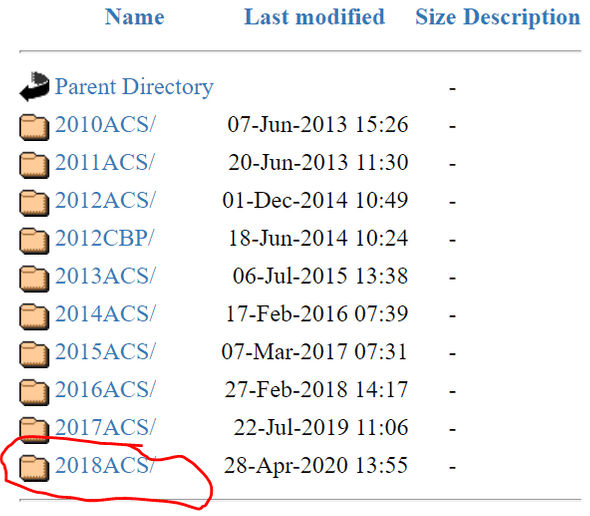 Name Last modified Size Description
Parent Directory -
2010ACS/ 07-Jun-2013 15:26 -
2011ACS/ 20-Jun-2013 11:30 -
2012ACS/ 01-Dec-2014 10:49 -
2012CBP/ 18-Jun-2014 10:24 -
2013ACS/ 06-Jul-2015 13:38 -
2014ACS/ 17-Feb-2016 07:39 -
2015ACS/ 07-Mar-2017 07:31 -
2016ACS/ 27-Feb-2018 14:17 -
2017ACS/ 22-Jul-2019 11:06 -
2018ACS/ 28-Apr-2020 13:55 -